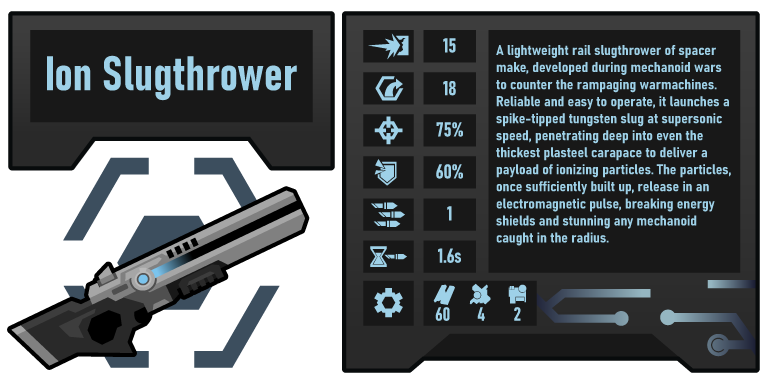 Ion Slugthrower
15
18
75%
60%
1
1.6s
60 4 2
A lightweight rail slugthrower of spacer
make, developed during mechanoid wars
to counter the rampaging warmachines.
Reliable and easy to operate, it launches a
spike-tipped tungsten slug at supersonic
speed, penetrating deep into even the
thickest plasteel carapace to deliver a
payload of ionizing particles. The particles,
once sufficiently built up, release in an
electromagnetic pulse, breaking energy
shields and stunning any mechanoid
caught in the radius.